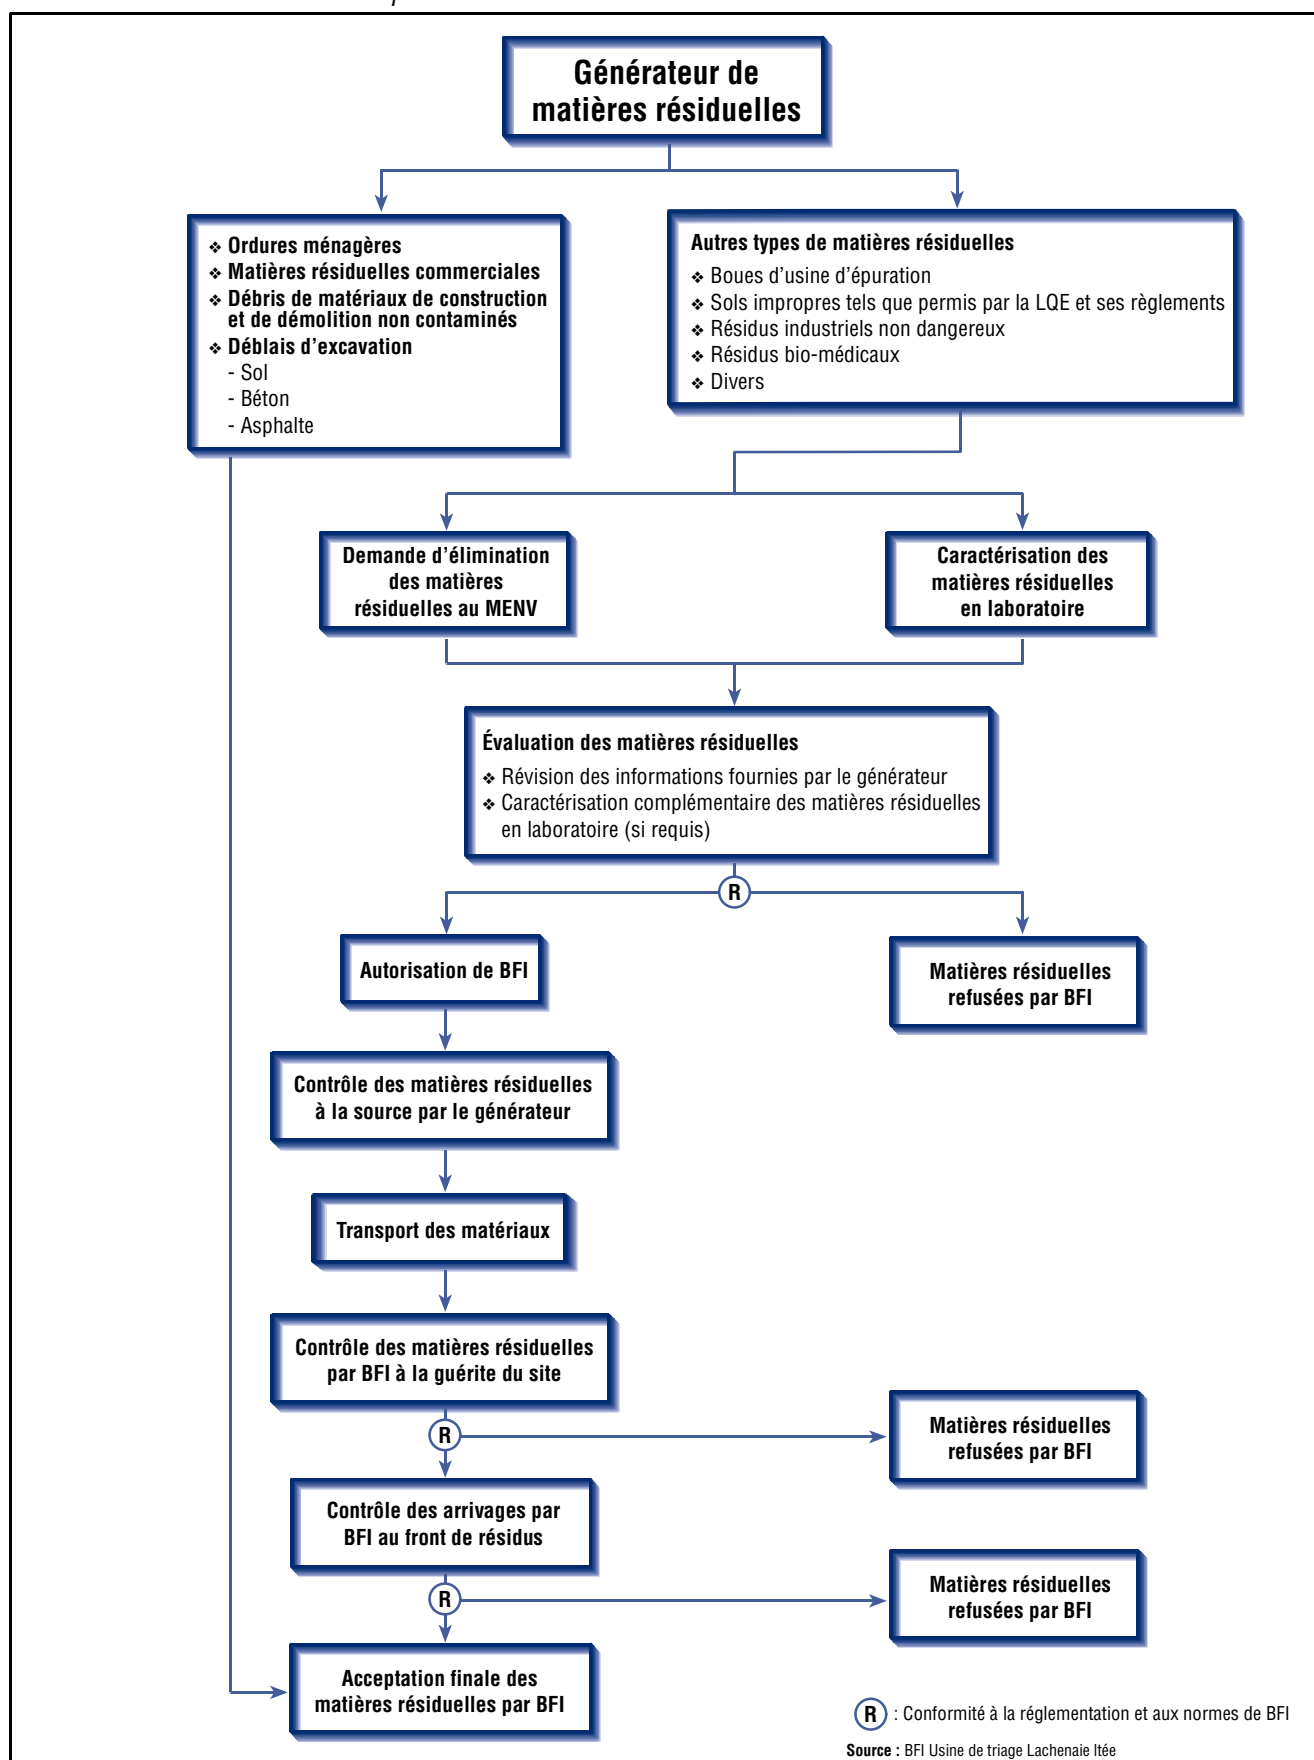 Générateur de
matières résiduelles
❖ Ordures ménagères
❖ Matières résiduelles commerciales
❖ Débris de matériaux de construction
et de démolition non contaminés
❖ Déblais d'excavation
- Sol
- Béton
- Asphalte
Autres types de matières résiduelles
❖ Boues d'usine d'épuration
❖ Sols impropres tels que permis par la LQE et ses règlements
❖ Résidus industriels non dangereux
❖ Résidus bio-médicaux
❖ Divers
Demande d'élimination
des matières
résiduelles au MENV
Caractérisation des
matières résiduelles
en laboratoire
Évaluation des matières résiduelles
❖ Révision des informations fournies par le générateur
❖ Caractérisation complémentaire des matières résiduelles
en laboratoire (si requis)
R
Autorisation de BFI
Matières résiduelles
refusées par BFI
Contrôle des matières résiduelles
à la source par le générateur
Transport des matériaux
Contrôle des matières résiduelles
par BFI à la guérite du site
R
Matières résiduelles
refusées par BFI
Contrôle des arrivages par
BFI au front de résidus
R
Matières résiduelles
refusées par BFI
Acceptation finale des
matières résiduelles par BFI
R : Conformité à la réglementation et aux normes de BFI
Source : BFI Usine de triage Lachenaie ltée